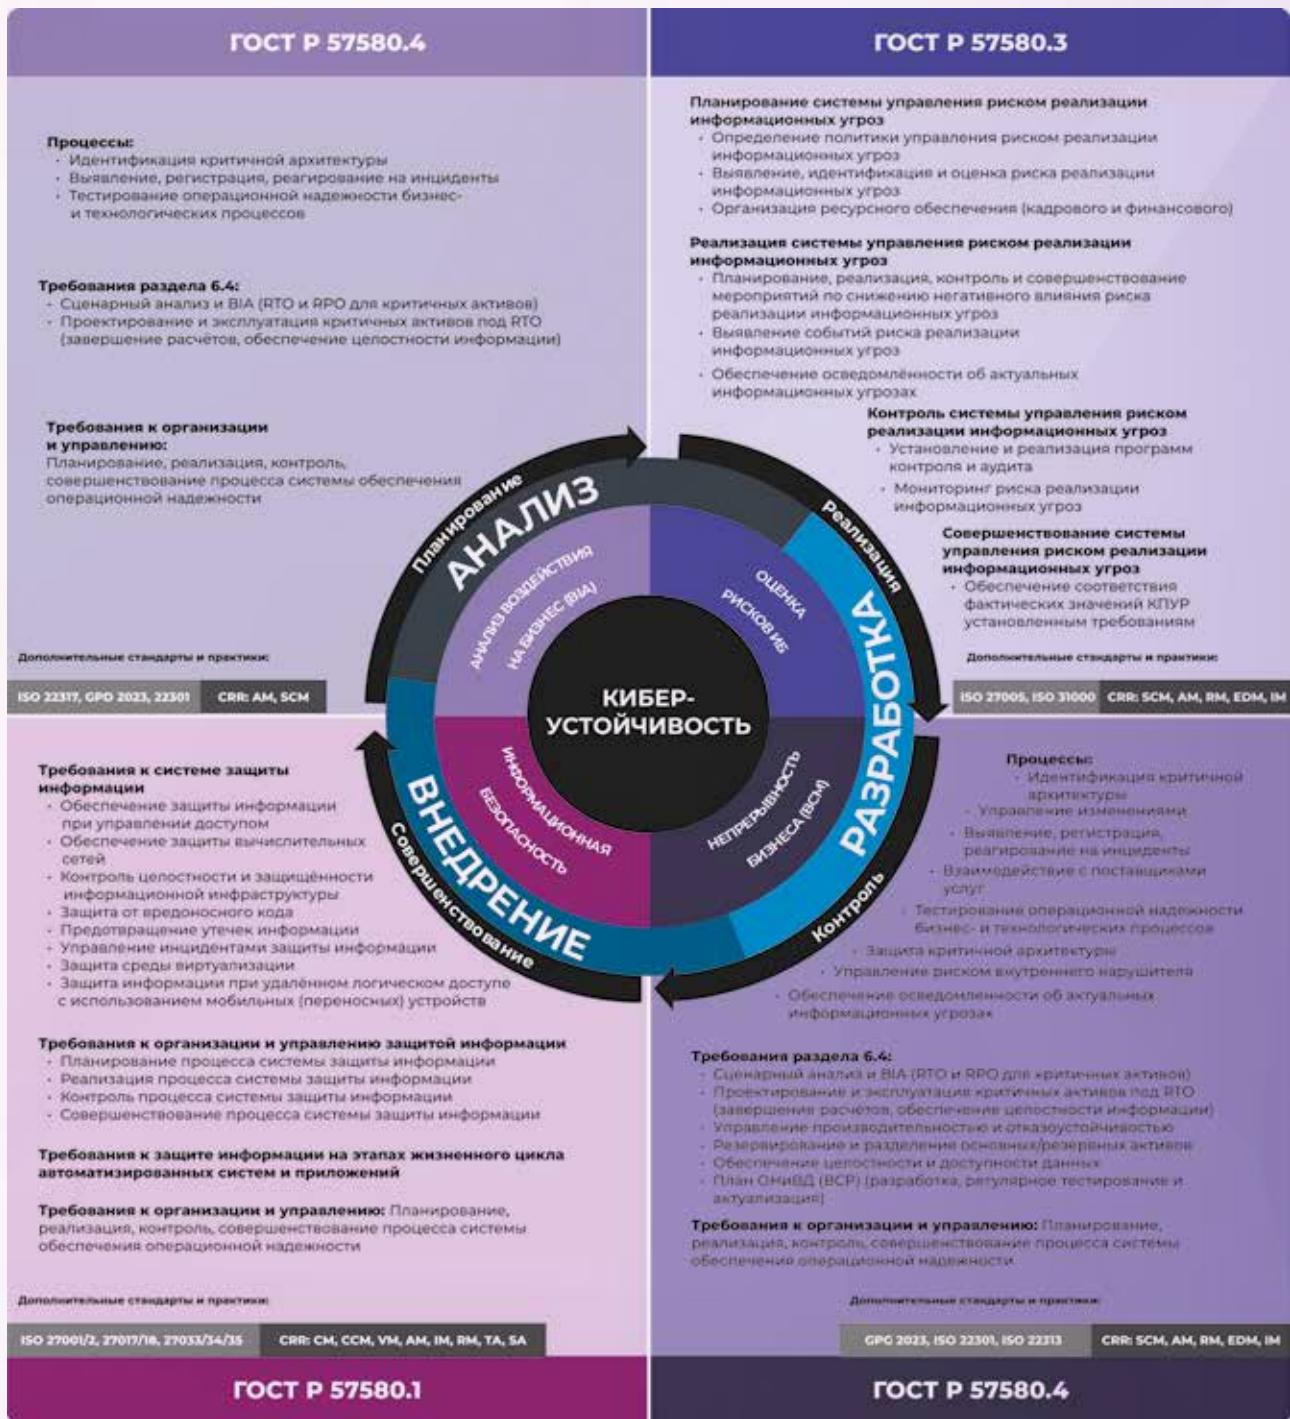 ГОСТ Р 57580.4
Процессы:
· Идентификация критичной архитектуры
· Выявление, регистрация, реагирование на инциденты
· Тестирование операционной надежности бизнес-
и технологических процессов
Требования раздела 6.4:
· Сценарный анализ и BIA (RTO и RPO для критичных активов)
· Проектирование и эксплуатация критичных активов под RTO
(завершение расчётов, обеспечение целостности информации)
Требования к организации
и управлению:
Планирование, реализация, контроль,
совершенствование процесса системы обеспечения
операционной надежности
Дополнительные стандарты и практики:
ISO 22317, GPD 2023, 22301
CRR: AM, SCM
ГОСТ Р 57580.3
Планирование системы управления риском реализации
информационных угроз
· Определение политики управления риском реализации
информационных угроз
· Выявление, идентификация и оценка риска реализации
информационных угроз
· Организация ресурсного обеспечения (кадрового и финансового)
Реализация системы управления риском реализации
информационных угроз
· Планирование, реализация, контроль и совершенствование
мероприятий по снижению негативного влияния риска
реализации информационных угроз
· Выявление событий риска реализации
информационных угроз
· Обеспечение осведомлённости об актуальных
информационных угрозах
Контроль системы управления риском
реализации информационных угроз
· Установление и реализация программ
контроля и аудита
· Мониторинг риска реализации
информационных угроз
Совершенствование системы
управления риском реализации
информационных угроз
· Обеспечение соответствия
фактических значений КПУР
установленным требованиям
Дополнительные стандарты и практики:
ISO 27005, ISO 31000
CRR: SCM, AM, RM, EDM, IM
Планирование
АНАЛИЗ
АНАЛИЗ ВОЗДЕЙСТВИЯ
НА БИЗНЕС (BIA)
Реализация
РАЗРАБОТКА
ОЦЕНКА
РИСКОВ ИБ
КИБЕР-
УСТОЙЧИВОСТЬ
ИНФОРМАЦИОННАЯ
БЕЗОПАСНОСТЬ
ВНЕДРЕНИЕ
Совершенствование
НЕПРЕРЫВНОСТЬ
БИЗНЕСА (BCM)
Контроль
Требования к системе защиты
информации
· Обеспечение защиты информации
при управлении доступом
· Обеспечение защиты вычислительных
сетей
· Контроль целостности и защищённости
информационной инфраструктуры
· Защита от вредоносного кода
· Предотвращение утечек информации
· Управление инцидентами защиты информации
· Защита среды виртуализации
· Защита информации при удалённом логическом доступе
с использованием мобильных (переносных) устройств
Требования к организации и управлению защитой информации
· Планирование процесса системы защиты информации
· Реализация процесса системы защиты информации
· Контроль процесса системы защиты информации
· Совершенствование процесса системы защиты информации
Требования к защите информации на этапах жизненного цикла
автоматизированных систем и приложений
Требования к организации и управлению: Планирование,
реализация, контроль, совершенствование процесса системы
обеспечения операционной надежности
Дополнительные стандарты и практики:
ISO 27001/2, 27017/18, 27033/34/35
CRR: CM, CCM, VM, AM, IM, RM, TA, SA
ГОСТ Р 57580.1
Процессы:
· Идентификация критичной
архитектуры
· Управление изменениями
· Выявление, регистрация,
реагирование на инциденты
· Взаимодействие с поставщиками
услуг
· Тестирование операционной надежности
бизнес- и технологических процессов
· Защита критичной архитектуры
· Управление риском внутреннего нарушителя
· Обеспечение осведомленности об актуальных
информационных угрозах
Требования раздела 6.4:
· Сценарный анализ и BIA (RTO и RPO для критичных активов)
· Проектирование и эксплуатация критичных активов под RTO
(завершения расчётов, обеспечение целостности информации)
· Управление производительностью и отказоустойчивостью
· Резервирование и разделение основных/резервных активов
· Обеспечение целостности и доступности данных
· План ОНиВД (BCP) (разработка, регулярное тестирование и
актуализация)
Требования к организации и управлению: Планирование,
реализация, контроль, совершенствование процесса системы
обеспечения операционной надежности
Дополнительные стандарты и практики:
GPG 2023, ISO 22301, ISO 22313
CRR: SCM, AM, RM, EDM, IM
ГОСТ Р 57580.4